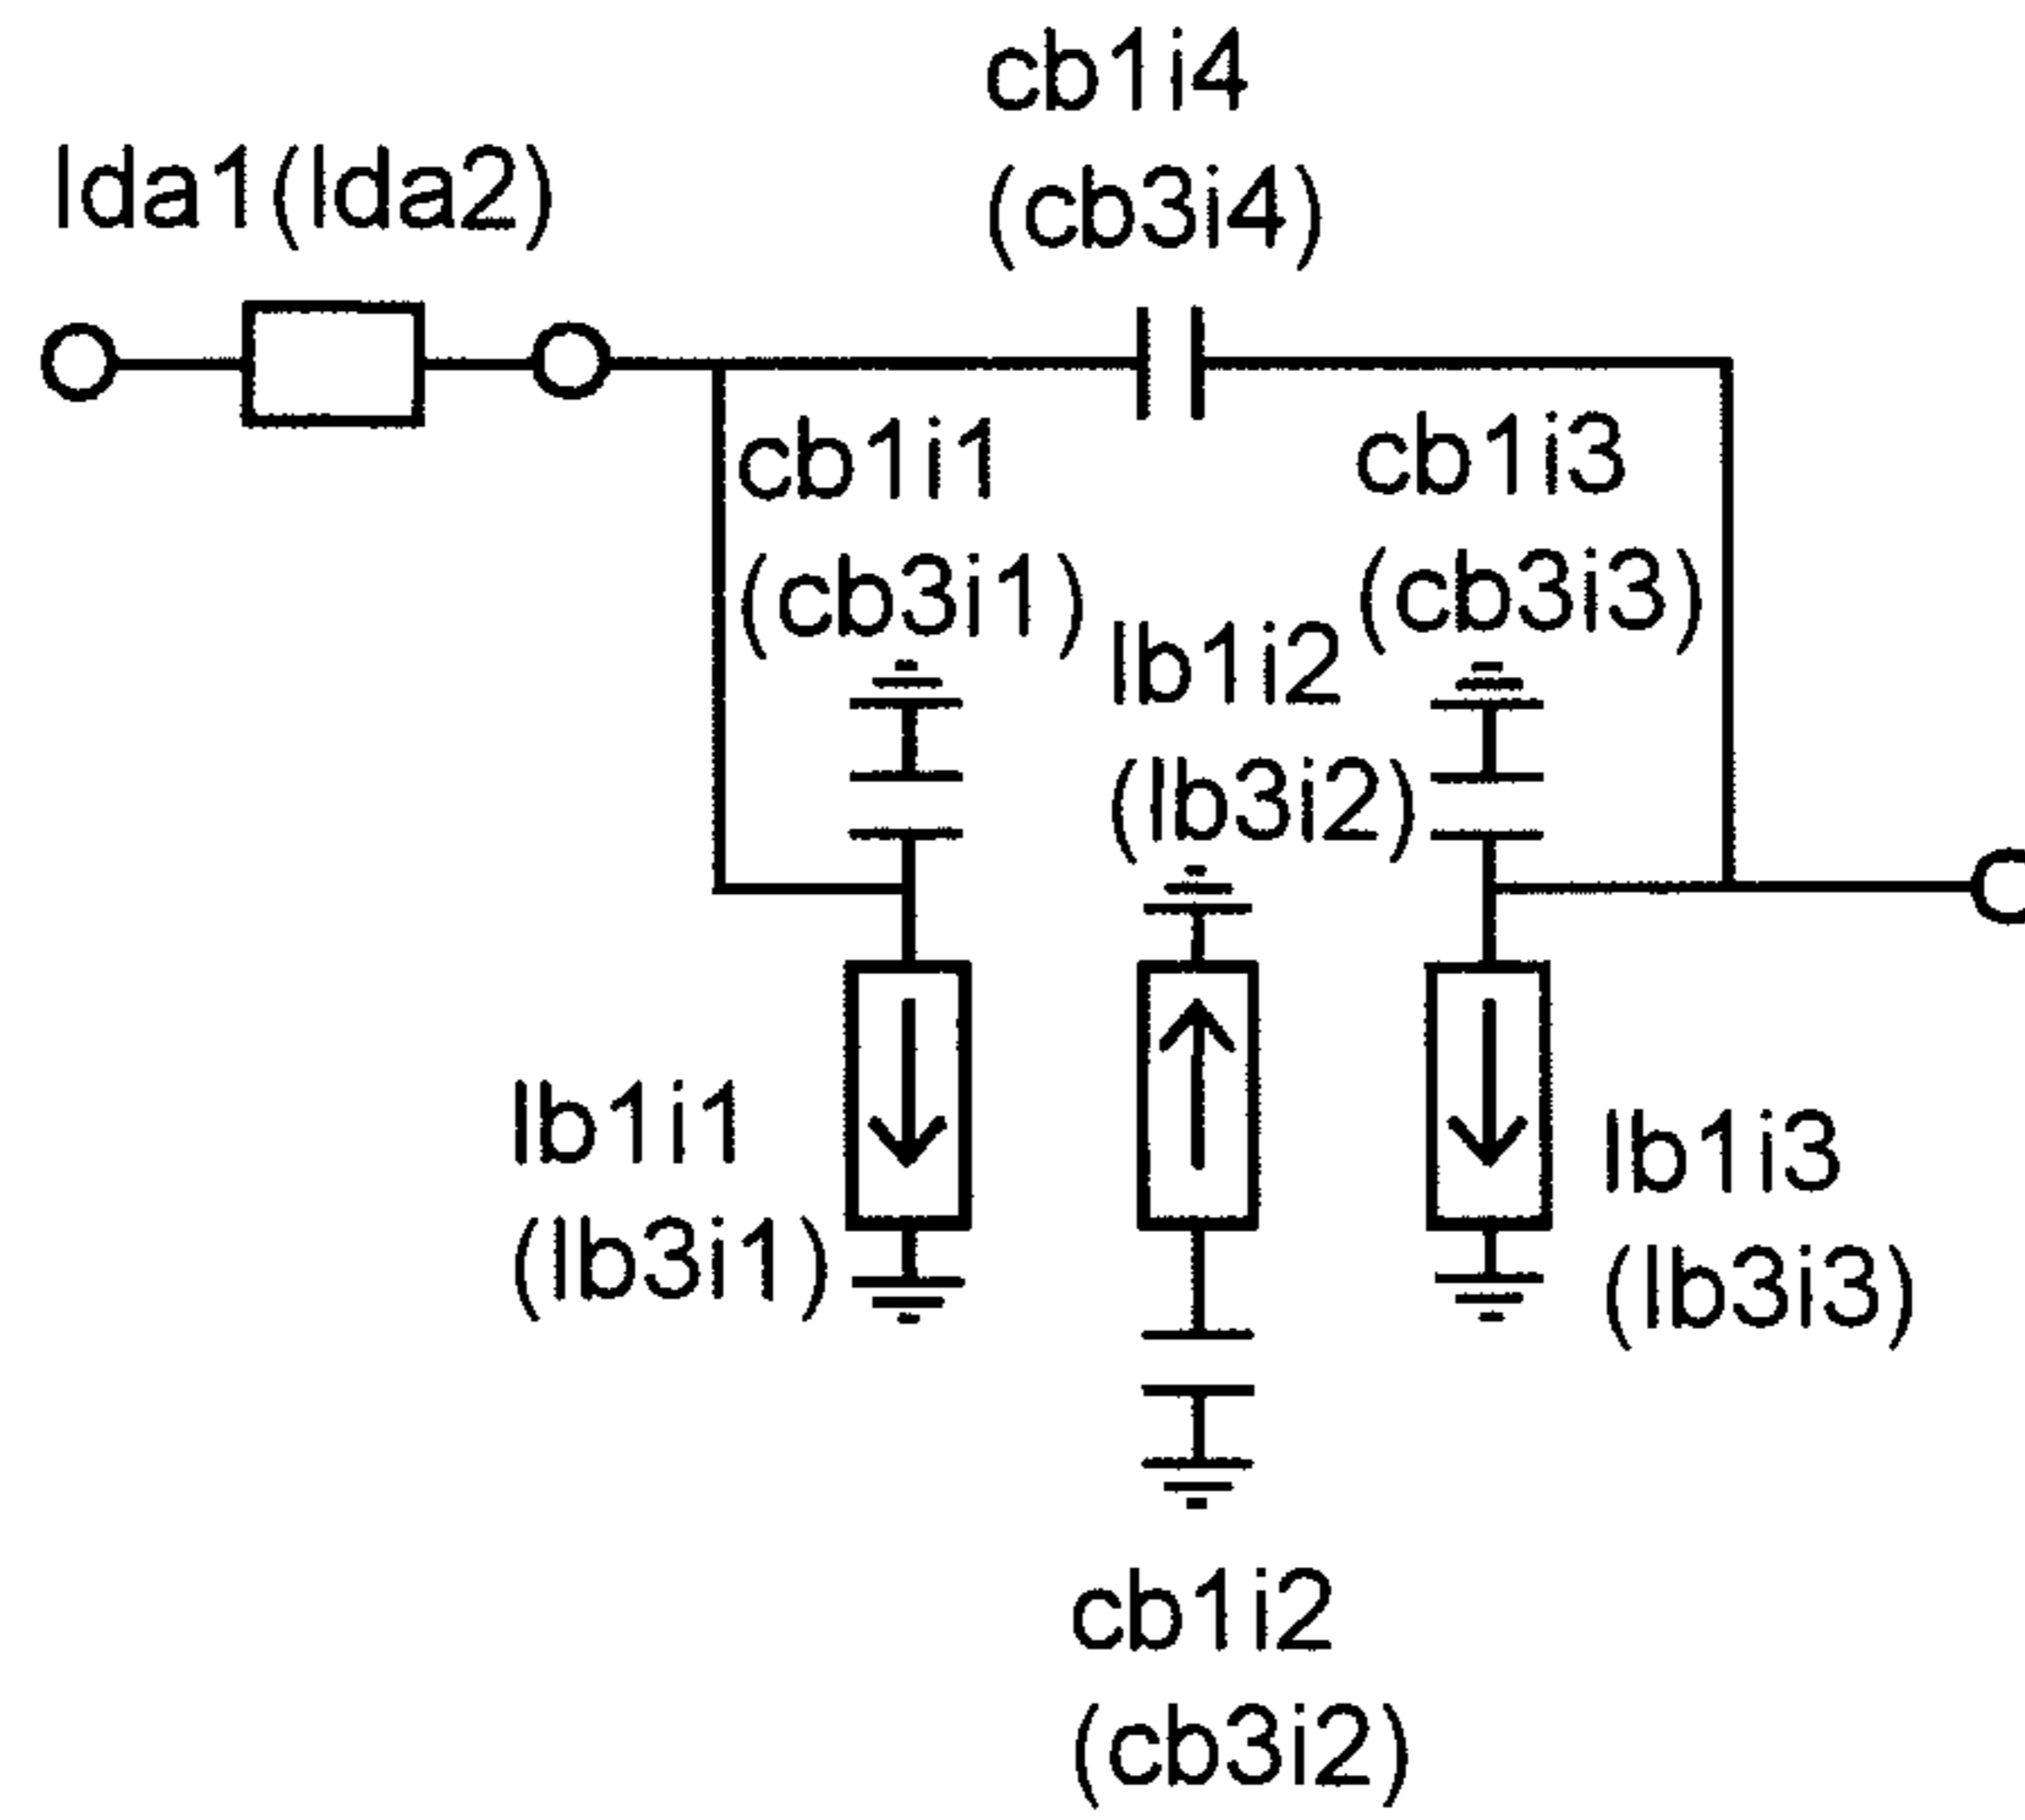 cb1i4
(cb3i4)
lda1(lda2)
cb1i1
(cb3i1)
cb1i3
(cb3i3)
lb1i2
(lb3i2)
lb1i1
(lb3i1)
lb1i3
(lb3i3)
cb1i2
(cb3i2)